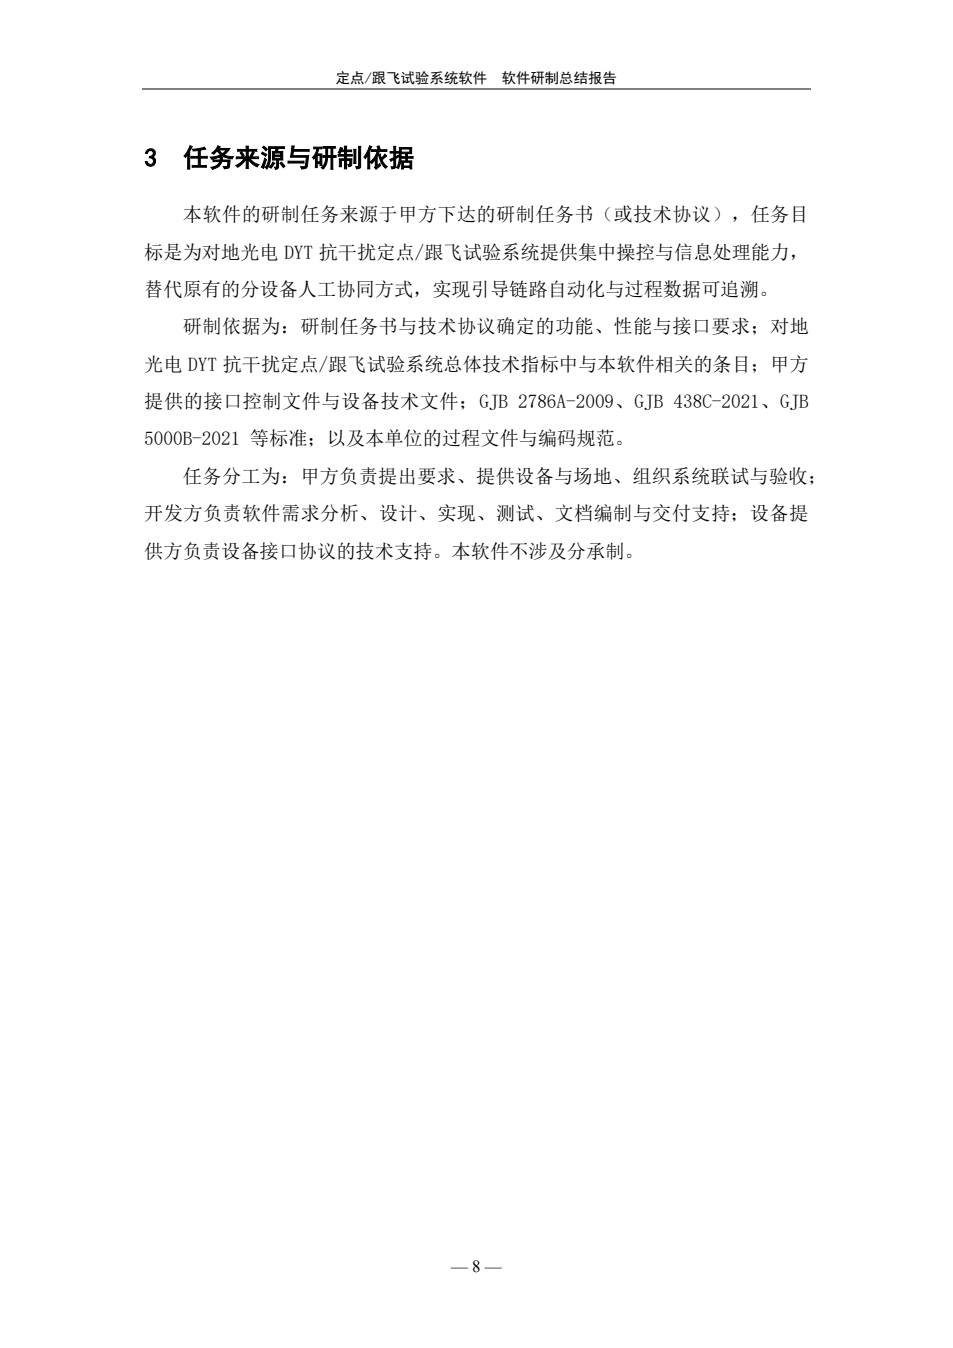 定点/跟飞试验系统软件　软件研制总结报告
3　任务来源与研制依据
本软件的研制任务来源于甲方下达的研制任务书（或技术协议），任务目
标是为对地光电 DYT 抗干扰定点/跟飞试验系统提供集中操控与信息处理能力，
替代原有的分设备人工协同方式，实现引导链路自动化与过程数据可追溯。
研制依据为：研制任务书与技术协议确定的功能、性能与接口要求；对地
光电 DYT 抗干扰定点/跟飞试验系统总体技术指标中与本软件相关的条目；甲方
提供的接口控制文件与设备技术文件；GJB 2786A-2009、GJB 438C-2021、GJB
5000B-2021 等标准；以及本单位的过程文件与编码规范。
任务分工为：甲方负责提出要求、提供设备与场地、组织系统联试与验收；
开发方负责软件需求分析、设计、实现、测试、文档编制与交付支持；设备提
供方负责设备接口协议的技术支持。本软件不涉及分承制。
— 8 —